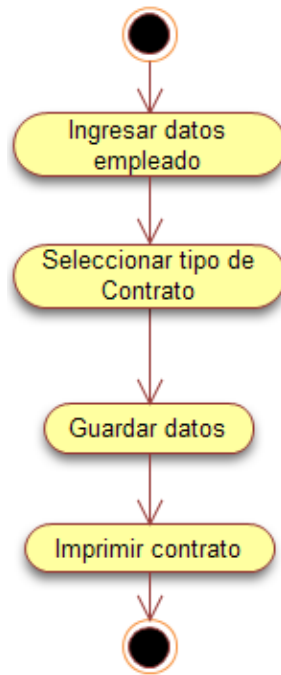 Ingresar datos
empleado
Seleccionar tipo de
Contrato
Guardar datos
Imprimir contrato